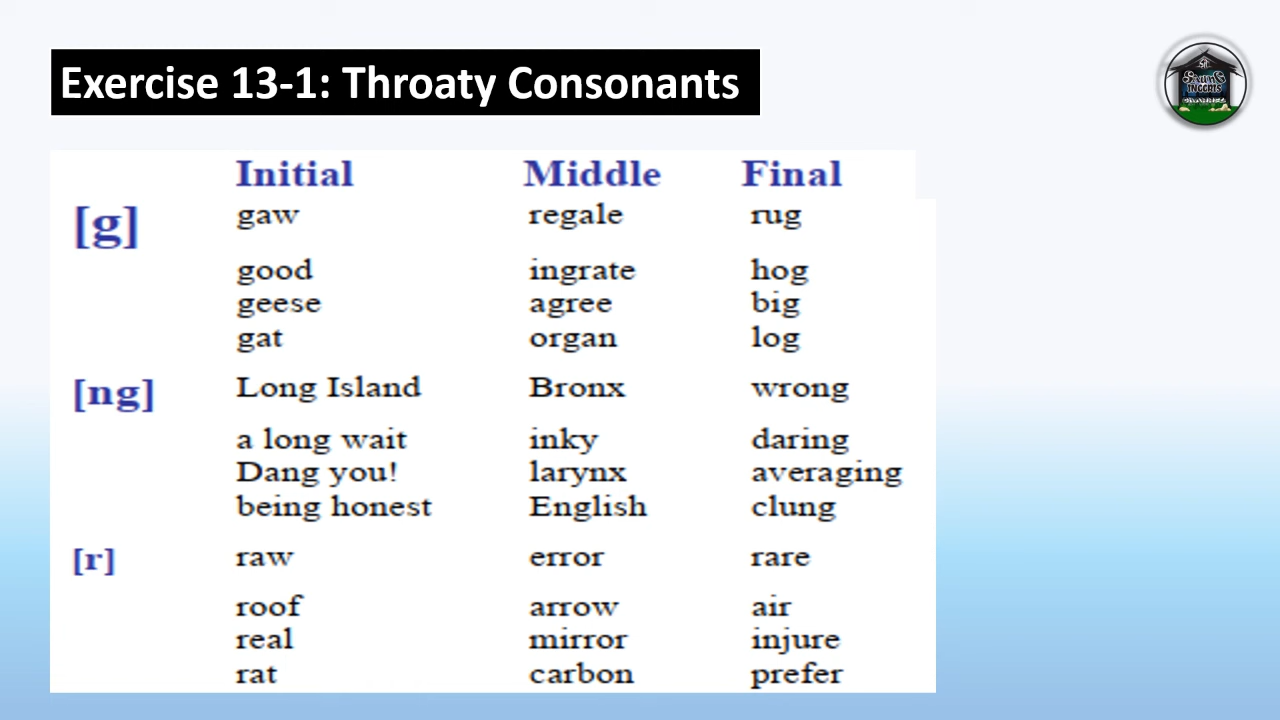 Exercise 13-1: Throaty Consonants
Initial Middle Final
[g] gaw regale rug
good ingrate hog
geese agree big
gat organ log
[ng] Long Island Bronx wrong
a long wait inky daring
Dang you! larynx averaging
being honest English clung
[r] raw error rare
roof arrow air
real mirror injure
rat carbon prefer
INGGRIS